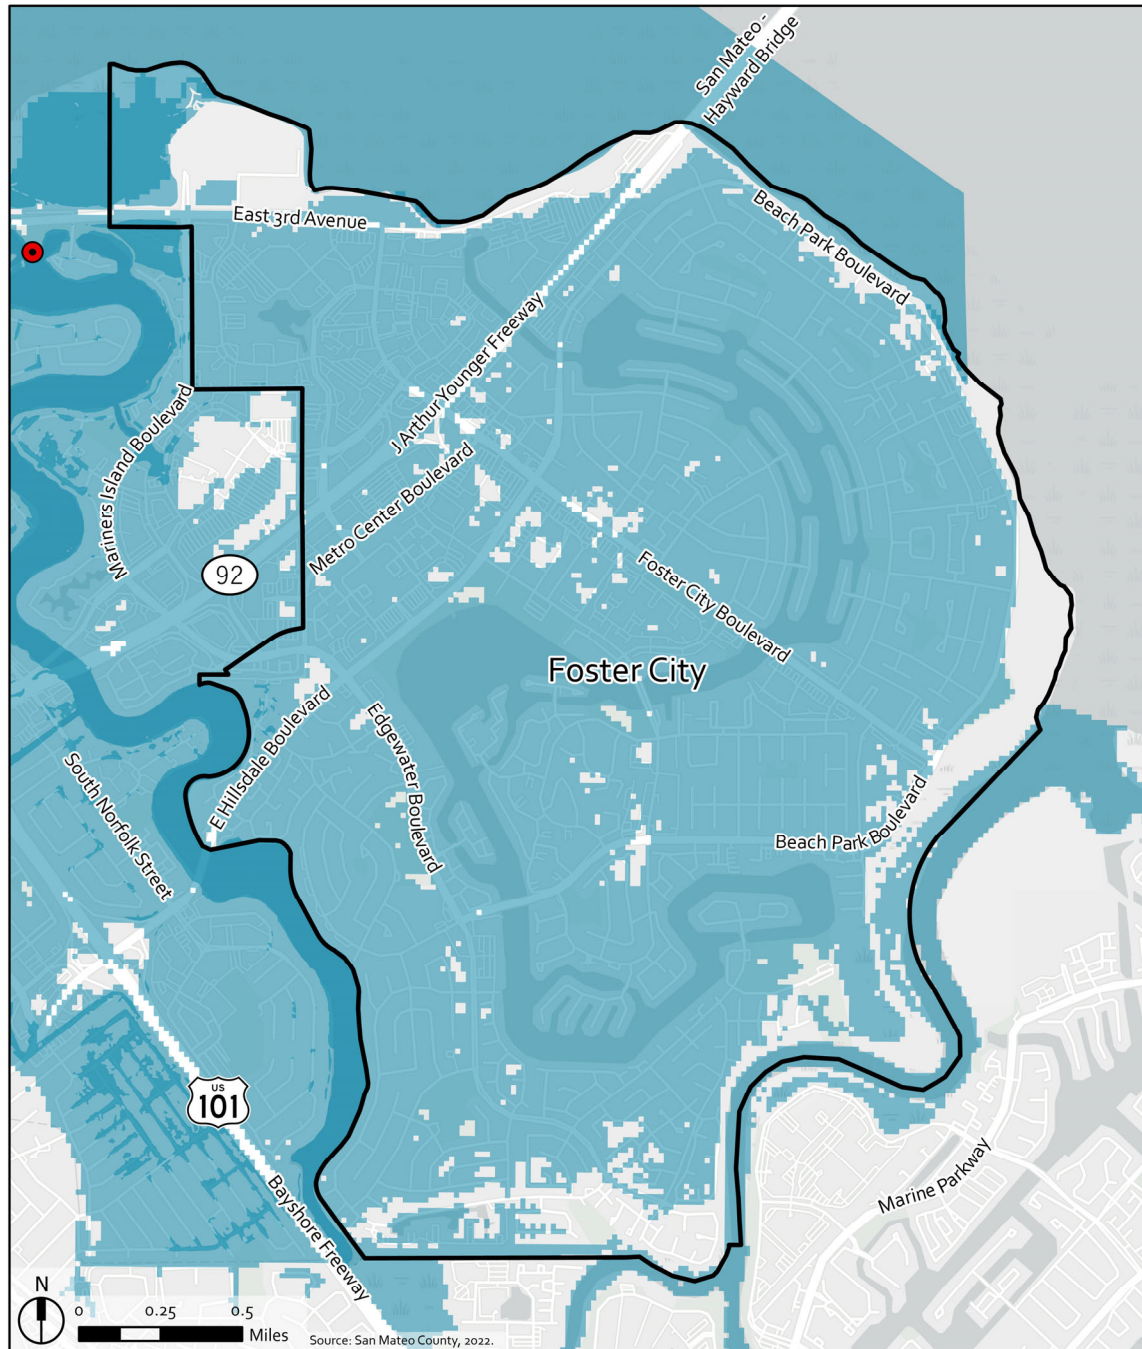 San Mateo -
Hayward Bridge
East 3rd Avenue
Beach Park Boulevard
J Arthur Younger Freeway
Mariners Island Boulevard
Metro Center Boulevard
92
Foster City Boulevard
Foster City
E Hillsdale Boulevard
Edgewater Boulevard
South Norfolk Street
Beach Park Boulevard
US
101
Bayshore Freeway
Marine Parkway
N
0 0.25 0.5
Miles
Source: San Mateo County, 2022.